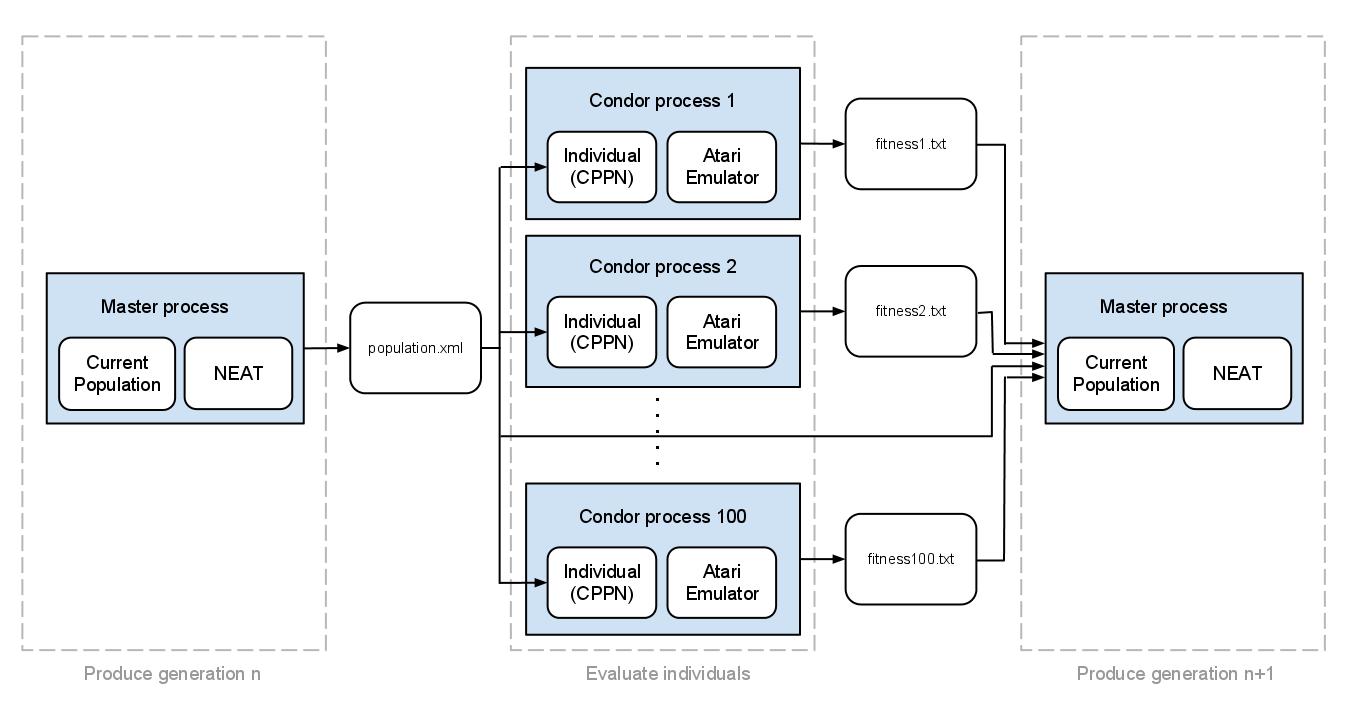 Master process
Current
Population
NEAT
Produce generation n
population.xml
Condor process 1
Individual
(CPPN)
Atari
Emulator
Condor process 2
Individual
(CPPN)
Atari
Emulator
Condor process 100
Individual
(CPPN)
Atari
Emulator
Evaluate individuals
fitness1.txt
fitness2.txt
fitness100.txt
Master process
Current
Population
NEAT
Produce generation n+1